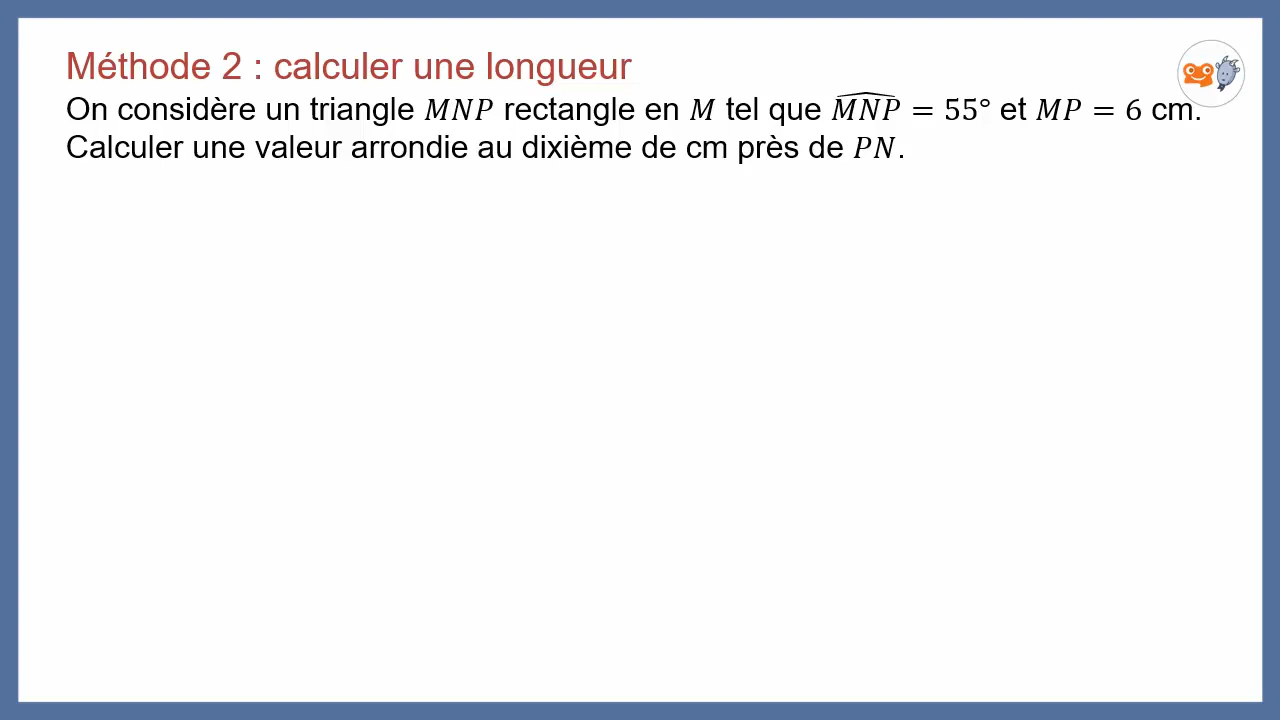 Méthode 2 : calculer une longueur
On considère un triangle MNP rectangle en M tel que \widehat{MNP} = 55° et MP = 6 cm.
Calculer une valeur arrondie au dixième de cm près de PN.